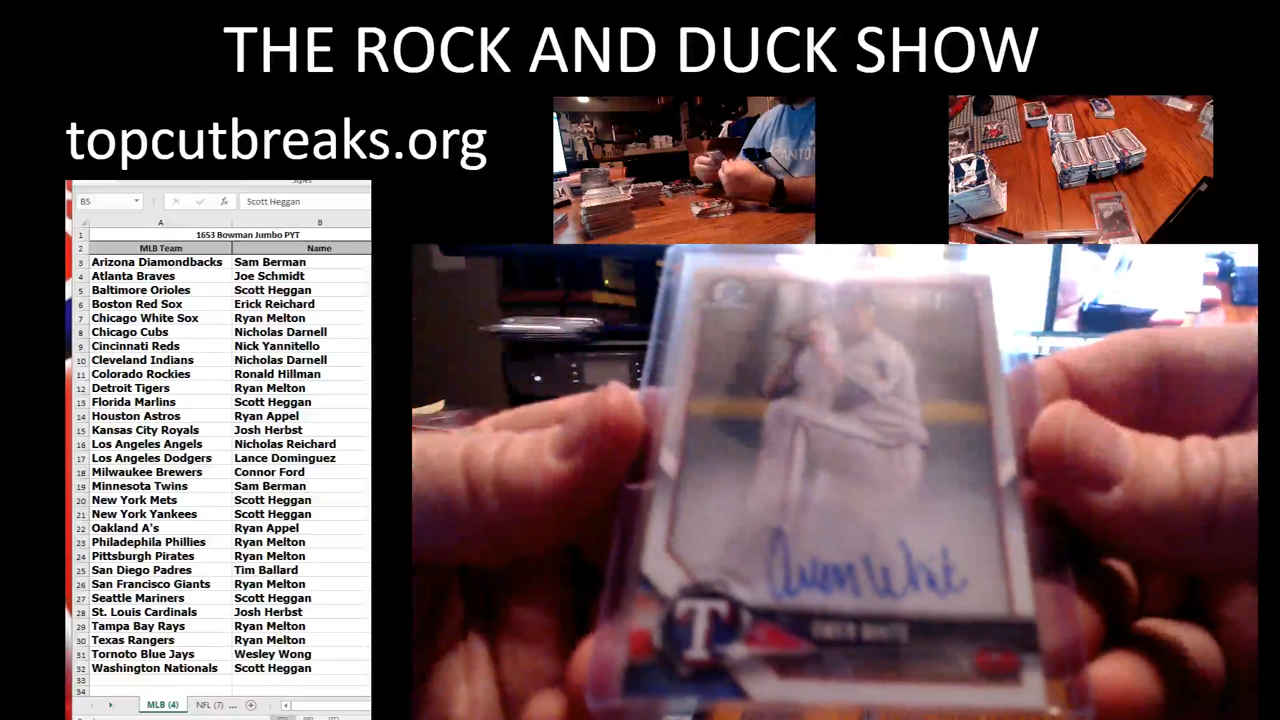 THE ROCK AND DUCK SHOW
topcutbreaks.org
B5 fx Scott Heggan
A B
1 1653 Bowman Jumbo PYT
2 MLB Team Name
3 Arizona Diamondbacks Sam Berman
4 Atlanta Braves Joe Schmidt
5 Baltimore Orioles Scott Heggan
6 Boston Red Sox Erick Reichard
7 Chicago White Sox Ryan Melton
8 Chicago Cubs Nicholas Darnell
9 Cincinnati Reds Nick Yannitello
10 Cleveland Indians Nicholas Darnell
11 Colorado Rockies Ronald Hillman
12 Detroit Tigers Ryan Melton
13 Florida Marlins Scott Heggan
14 Houston Astros Ryan Appel
15 Kansas City Royals Josh Herbst
16 Los Angeles Angels Nicholas Reichard
17 Los Angeles Dodgers Lance Dominguez
18 Milwaukee Brewers Connor Ford
19 Minnesota Twins Sam Berman
20 New York Mets Scott Heggan
21 New York Yankees Scott Heggan
22 Oakland A's Ryan Appel
23 Philadephila Phillies Ryan Melton
24 Pittsburgh Pirates Ryan Melton
25 San Diego Padres Tim Ballard
26 San Francisco Giants Ryan Melton
27 Seattle Mariners Scott Heggan
28 St. Louis Cardinals Josh Herbst
29 Tampa Bay Rays Ryan Melton
30 Texas Rangers Ryan Melton
31 Tornoto Blue Jays Wesley Wong
32 Washington Nationals Scott Heggan
33
34
MLB (4) NFL (7) ...
T
OWEN WHITE